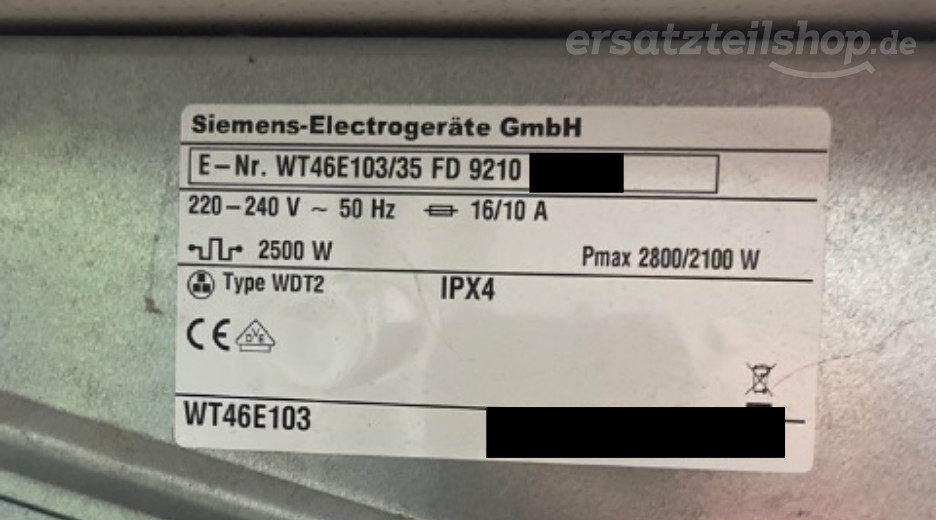 ersatzteilshop.de
Siemens-Electrogeräte GmbH
E-Nr. WT46E103/35 FD 9210
220-240 V ~ 50 Hz 16/10 A
2500 W Pmax 2800/2100 W
Type WDT2 IPX4
CE DVE
WT46E103